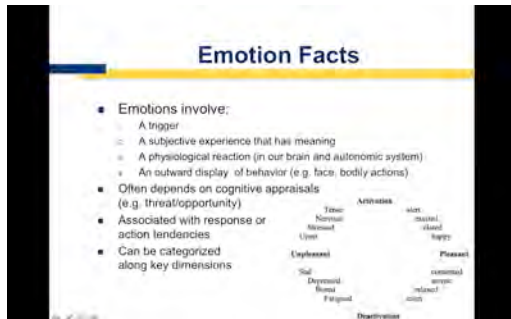 Emotion Facts
Emotions involve:
A trigger
A subjective experience that has meaning
A physiological reaction (in our brain and autonomic system)
An outward display of behavior (e.g. face, bodily actions)
Often depends on cognitive appraisals
(e.g. threat/opportunity)
Associated with response or
action tendencies
Can be categorized
along key dimensions
Activation
Tense alert
Nervous excited
Stressed elated
Upset happy
Unpleasant Pleasant
Sad contented
Depressed serene
Bored relaxed
Fatigued calm
Deactivation